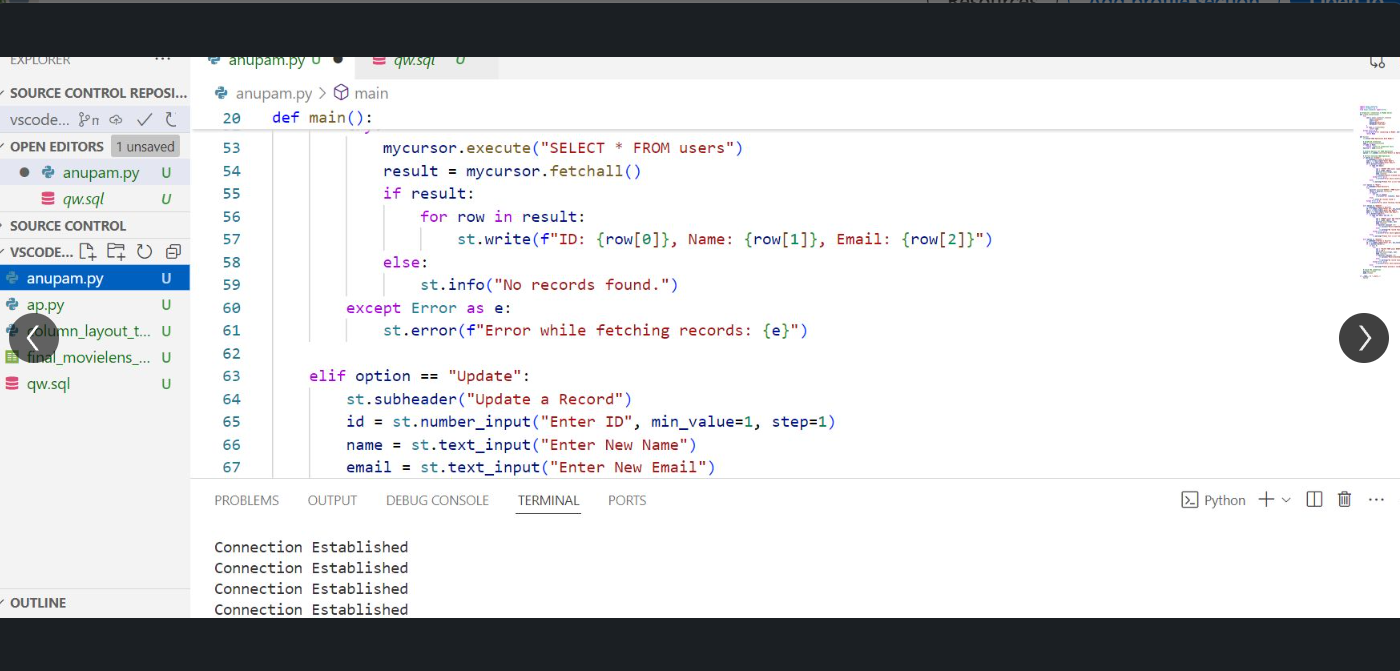 EXPLORER
SOURCE CONTROL REPOSI...
vscode... n
OPEN EDITORS 1 unsaved
anupam.py U
qw.sql U
SOURCE CONTROL
VSCODE...
anupam.py U
ap.py U
column_layout_t... U
final_movielens_... U
qw.sql U
OUTLINE
anupam.py U qw.sql U
anupam.py > main
20 def main():
53 mycursor.execute("SELECT * FROM users")
54 result = mycursor.fetchall()
55 if result:
56 for row in result:
57 st.write(f"ID: {row[0]}, Name: {row[1]}, Email: {row[2]}")
58 else:
59 st.info("No records found.")
60 except Error as e:
61 st.error(f"Error while fetching records: {e}")
62
63 elif option == "Update":
64 st.subheader("Update a Record")
65 id = st.number_input("Enter ID", min_value=1, step=1)
66 name = st.text_input("Enter New Name")
67 email = st.text_input("Enter New Email")
PROBLEMS OUTPUT DEBUG CONSOLE TERMINAL PORTS Python
Connection Established
Connection Established
Connection Established
Connection Established